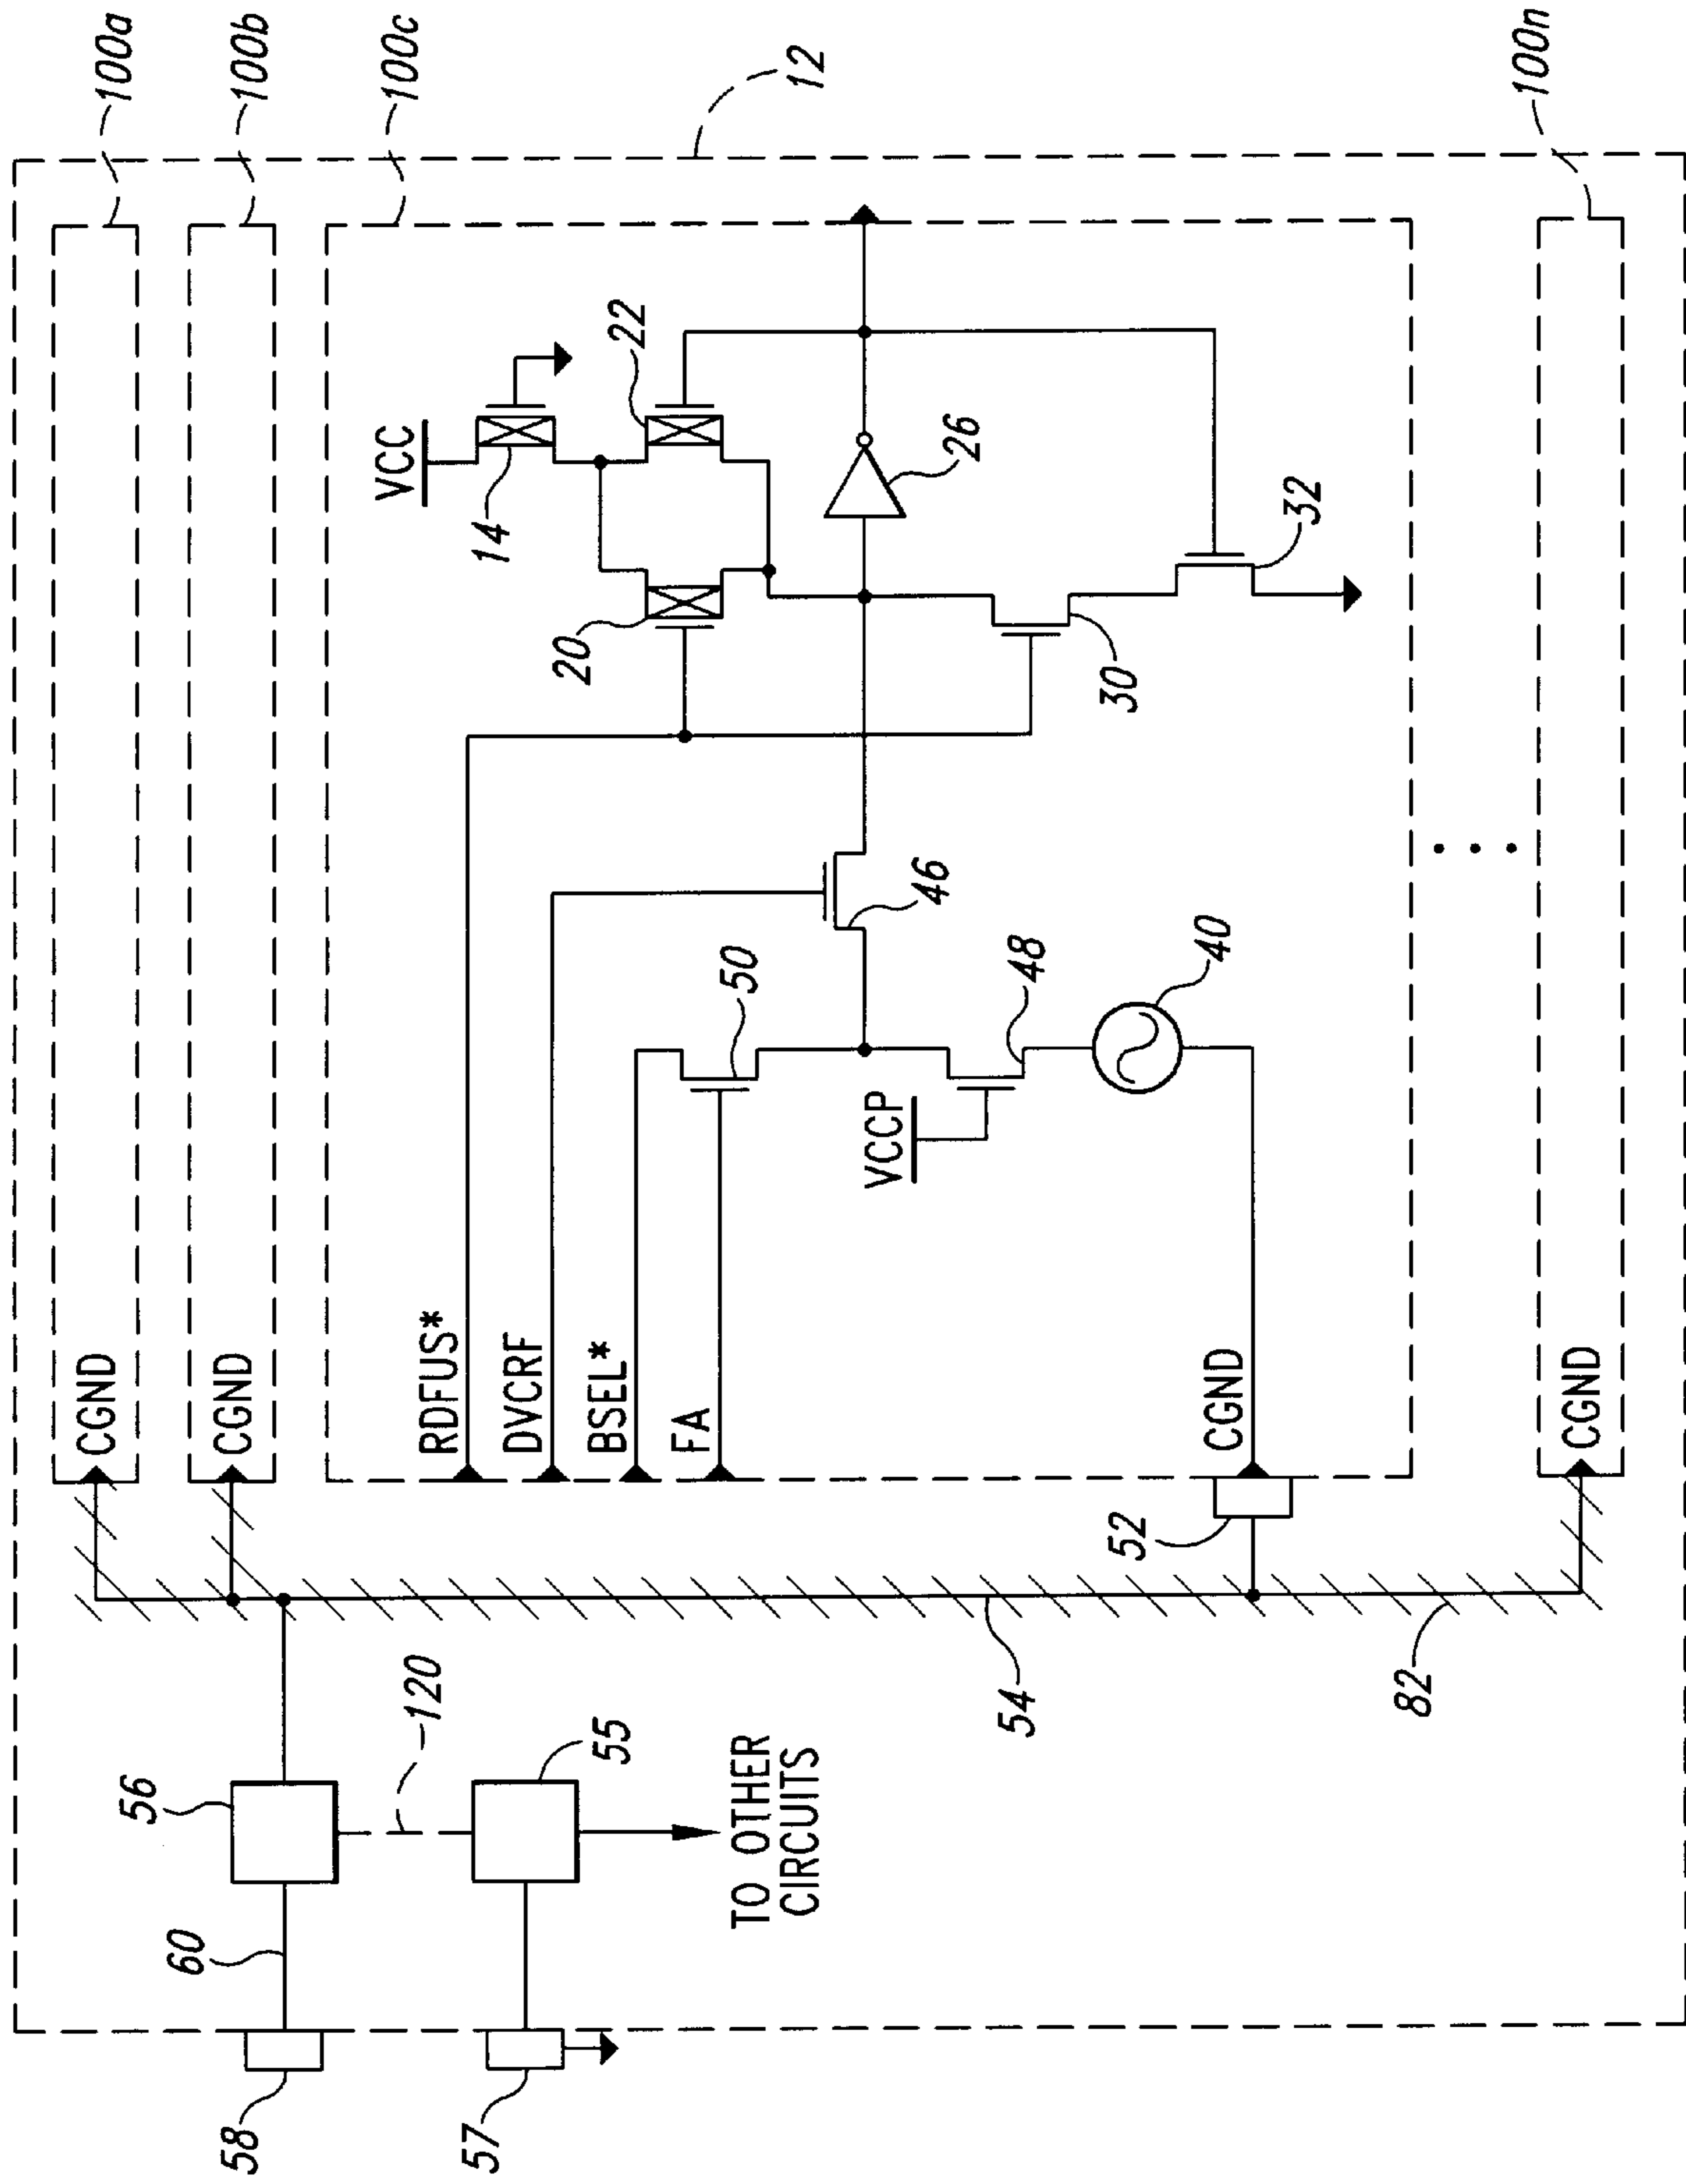 100a
100b
100c
12
100n
CGND
CGND
RDFUS*
DVCRF
BSEL*
FA
CGND
CGND
VCC
14
22
20
26
30
32
46
50
48
40
VCCP
52
54
82
56
120
55
60
58
57
TO OTHER
CIRCUITS